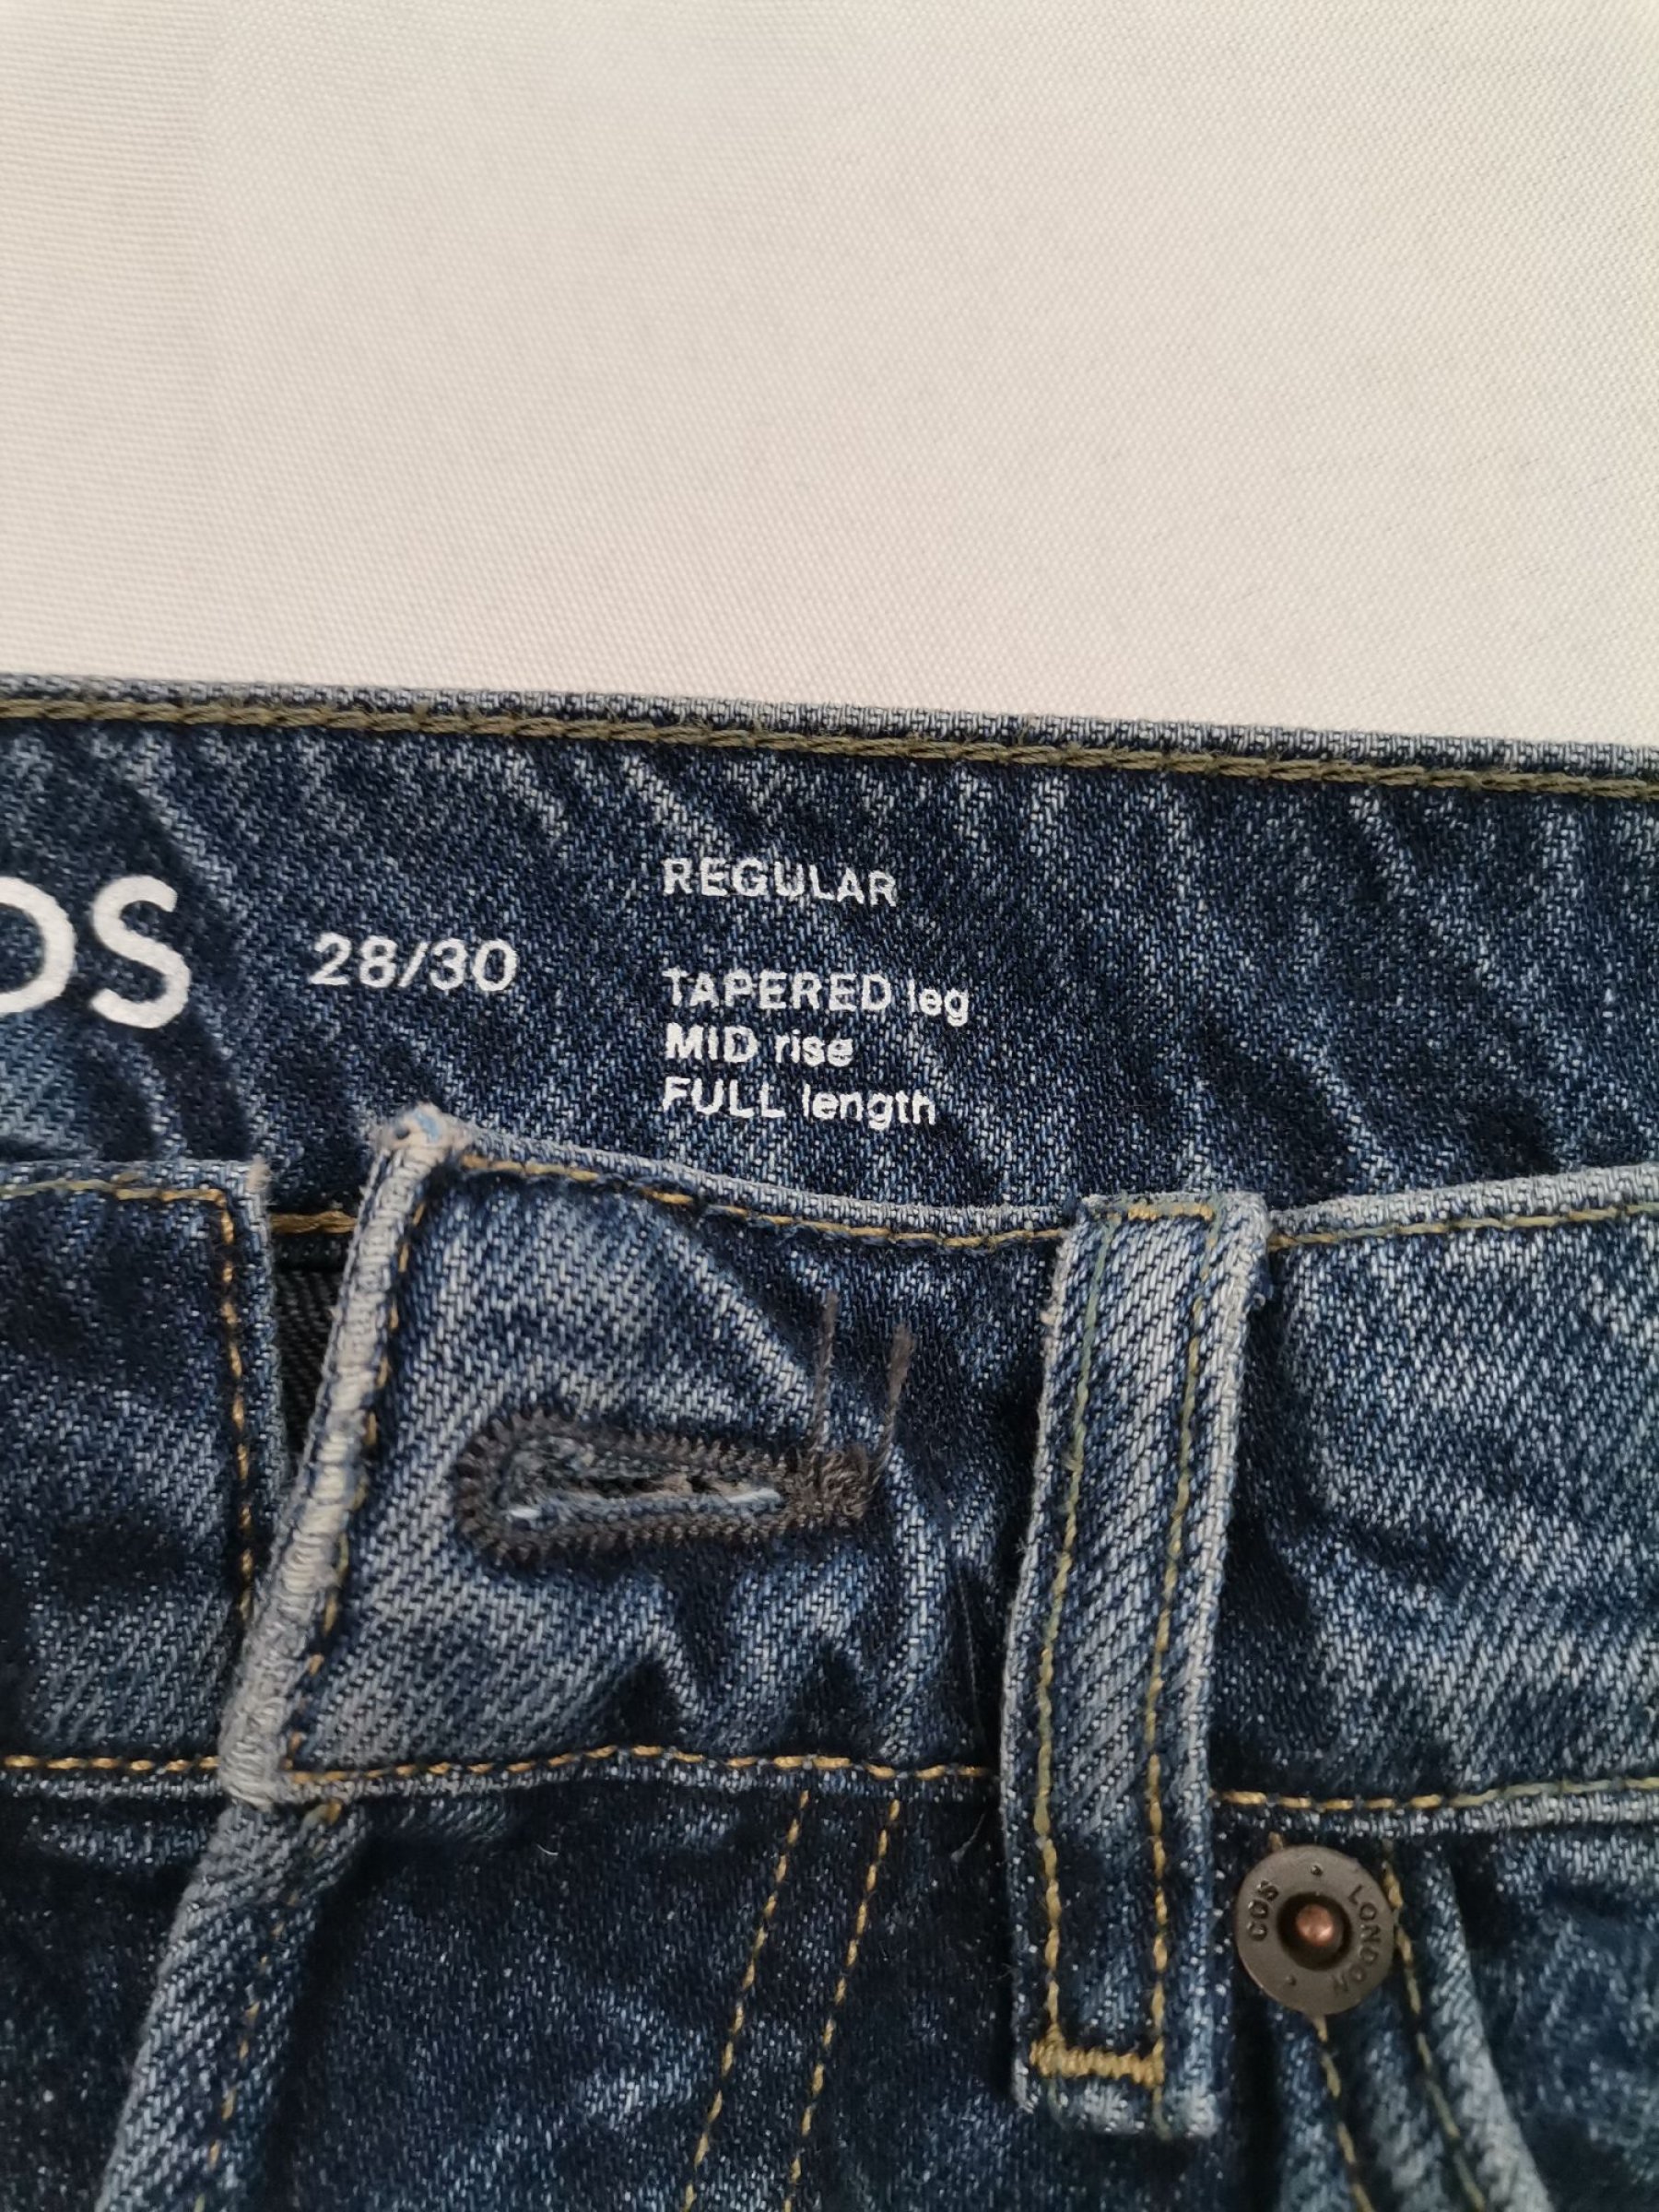 OS
28/30
REGULAR
TAPERED leg
MID rise
FULL length
COS
LONDON